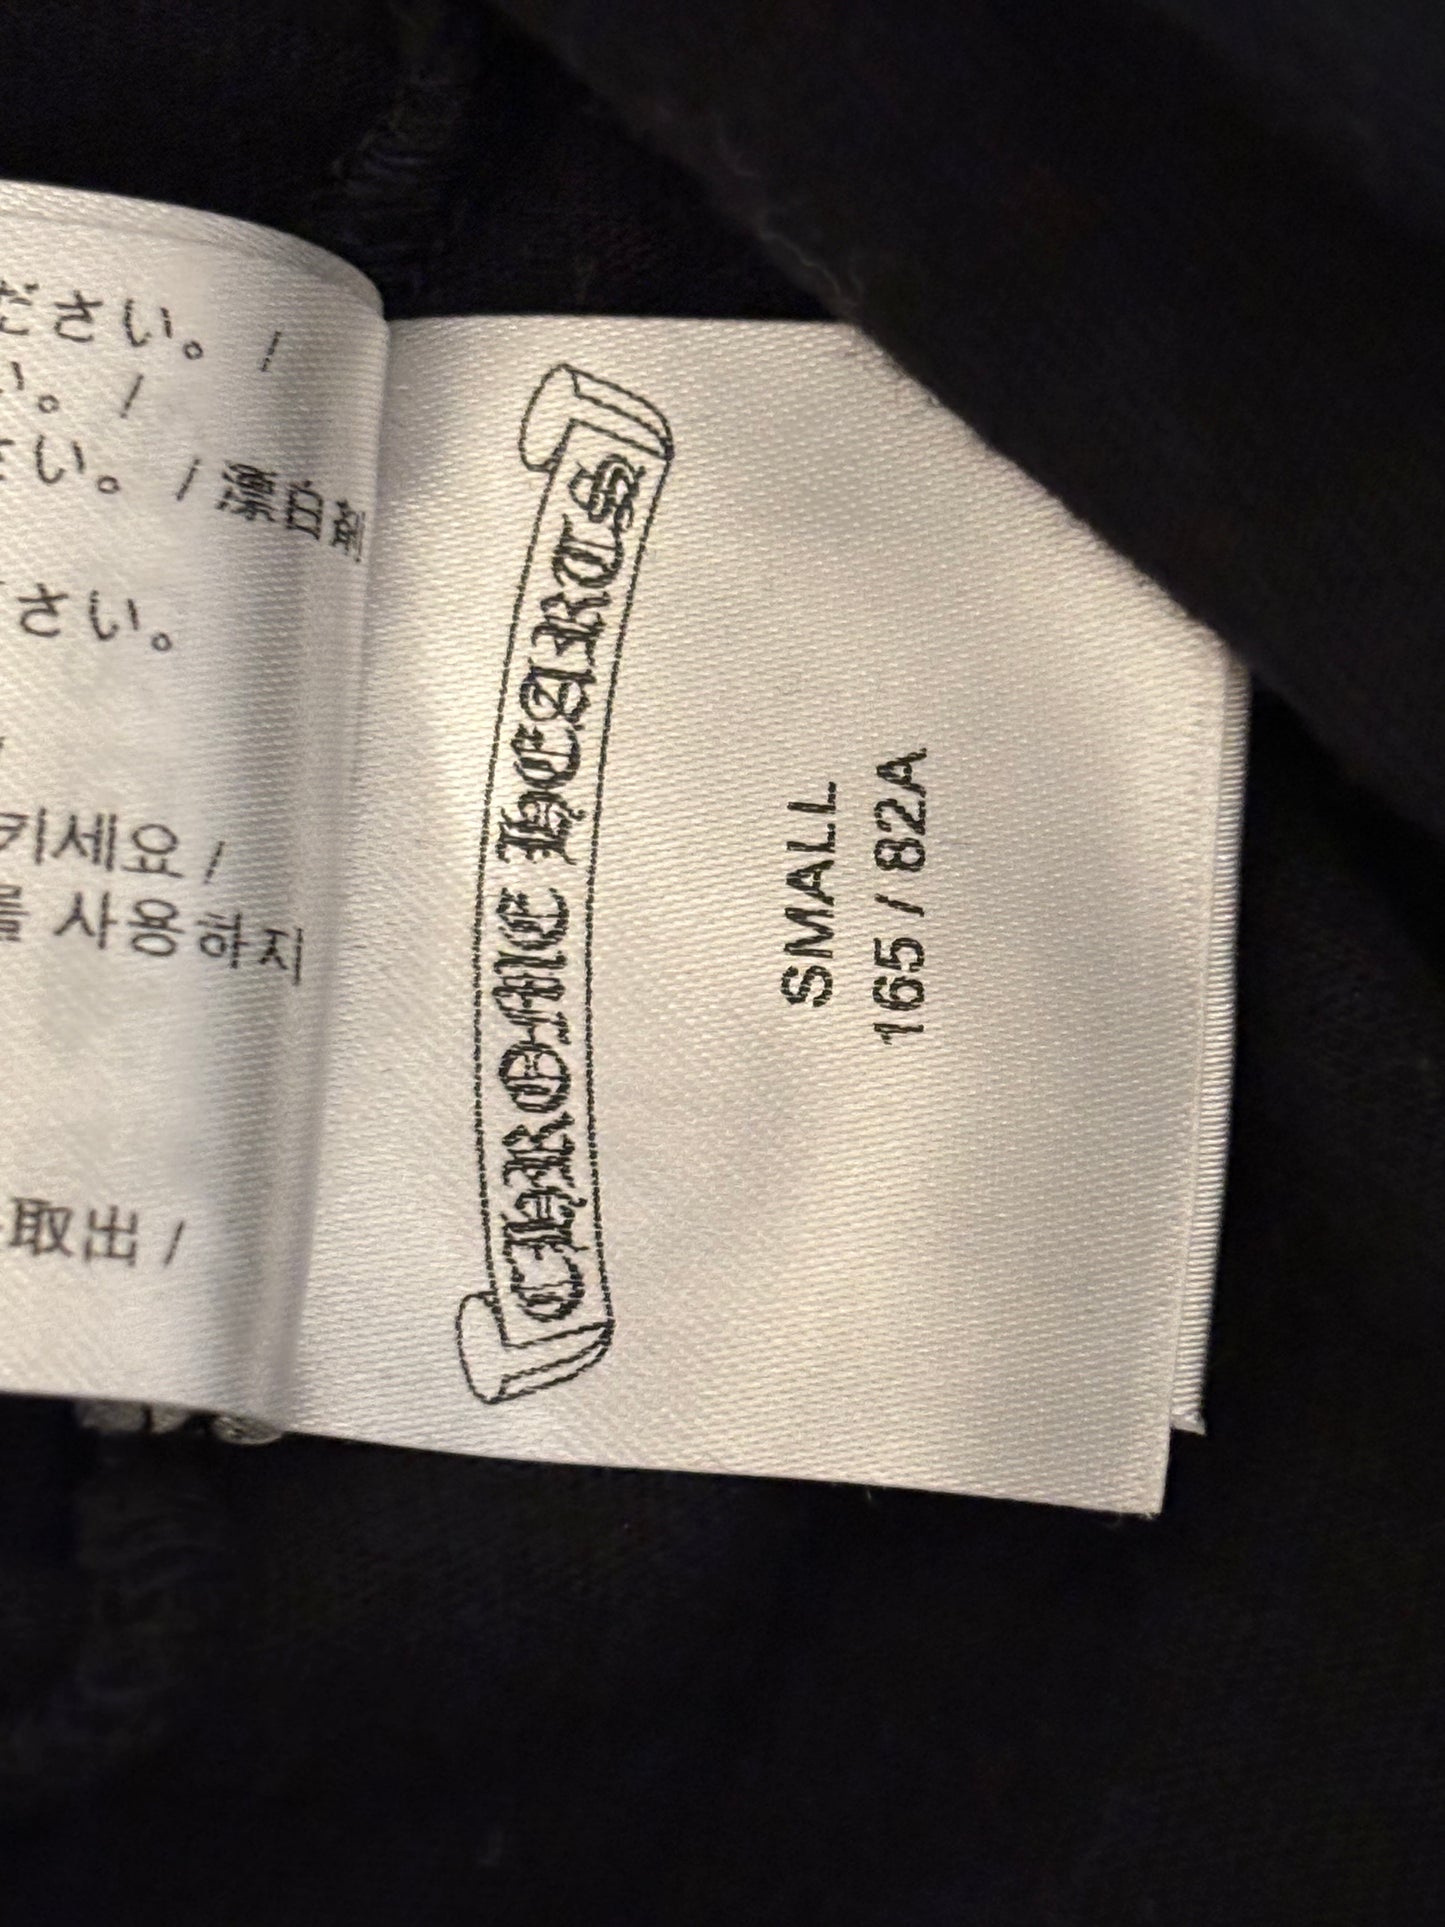 ださい。 /
い。 /
さい。 / 漂白剤
さい。
/
키세요 /
를 사용하지
取出 /
CHROME HEARTS
SMALL
165 / 82A